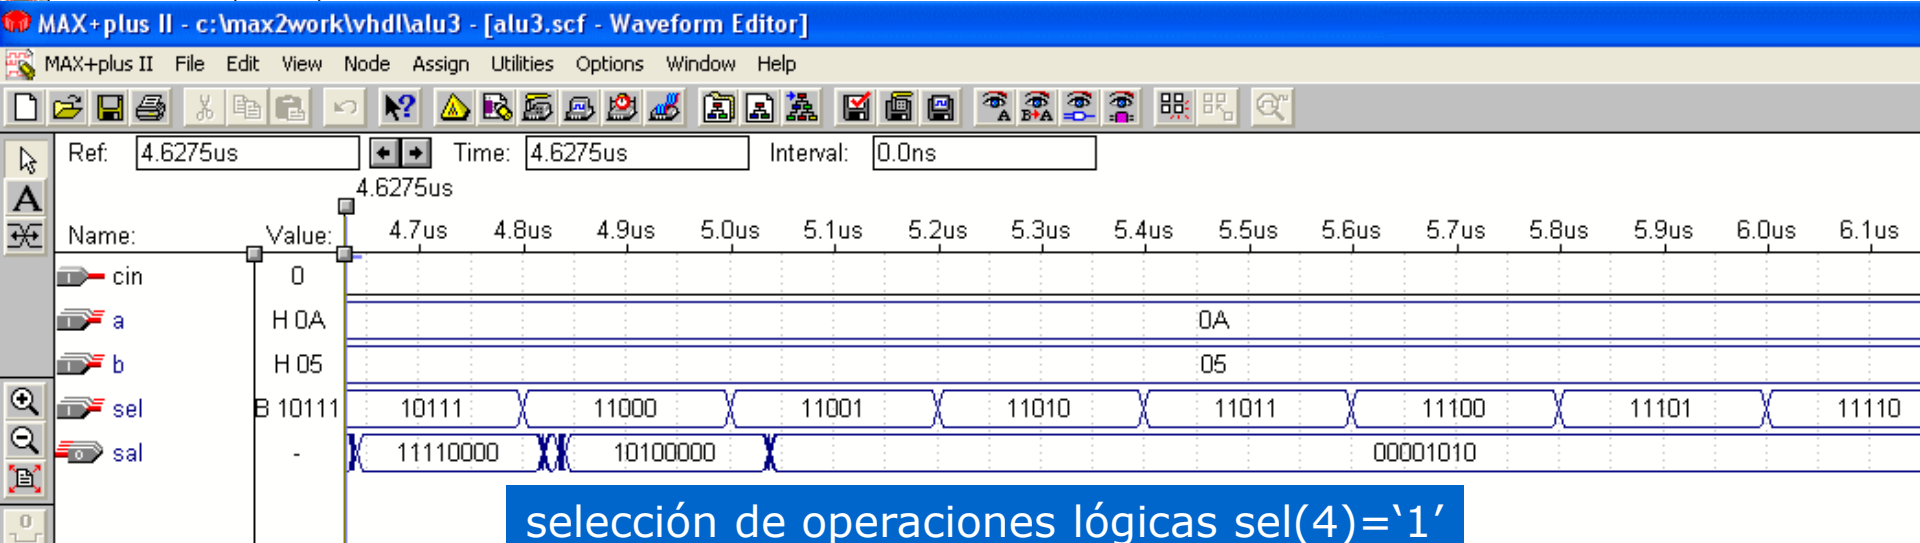 MAX+plus II - c:\max2work\vhdl\alu3 - [alu3.scf - Waveform Editor]
MAX+plus II File Edit View Node Assign Utilities Options Window Help
Ref: 4.6275us Time: 4.6275us Interval: 0.0ns
4.6275us
Name: Value: 4.7us 4.8us 4.9us 5.0us 5.1us 5.2us 5.3us 5.4us 5.5us 5.6us 5.7us 5.8us 5.9us 6.0us 6.1us
cin 0
a H 0A 0A
b H 05 05
sel B 10111 10111 11000 11001 11010 11011 11100 11101 11110
sal - 11110000 10100000 00001010
selección de operaciones lógicas sel(4)=‘1’